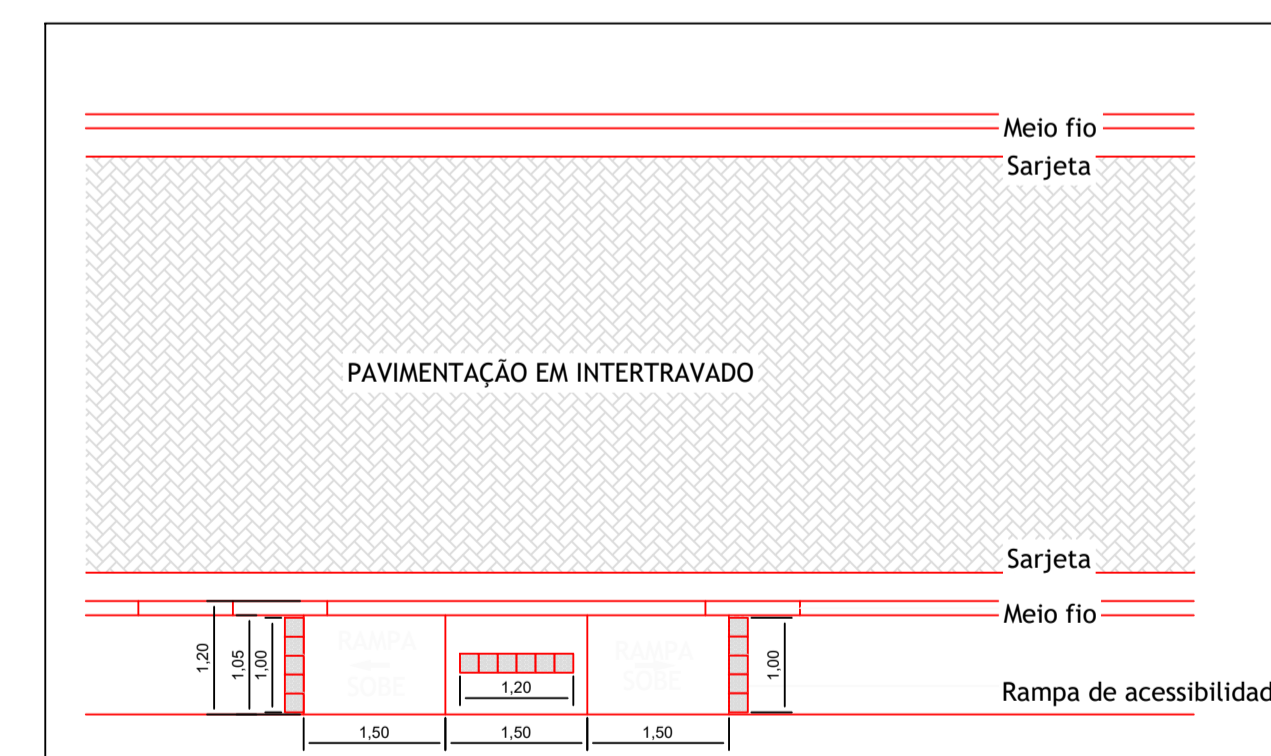 Meio fio
Sarjeta
PAVIMENTAÇÃO EM INTERTRAVADO
Sarjeta
Meio fio
RAMPA
SOBE
RAMPA
SOBE
1,20
1,05
1,00
1,20
1,00
Rampa de acessibilidad
1,50
1,50
1,50